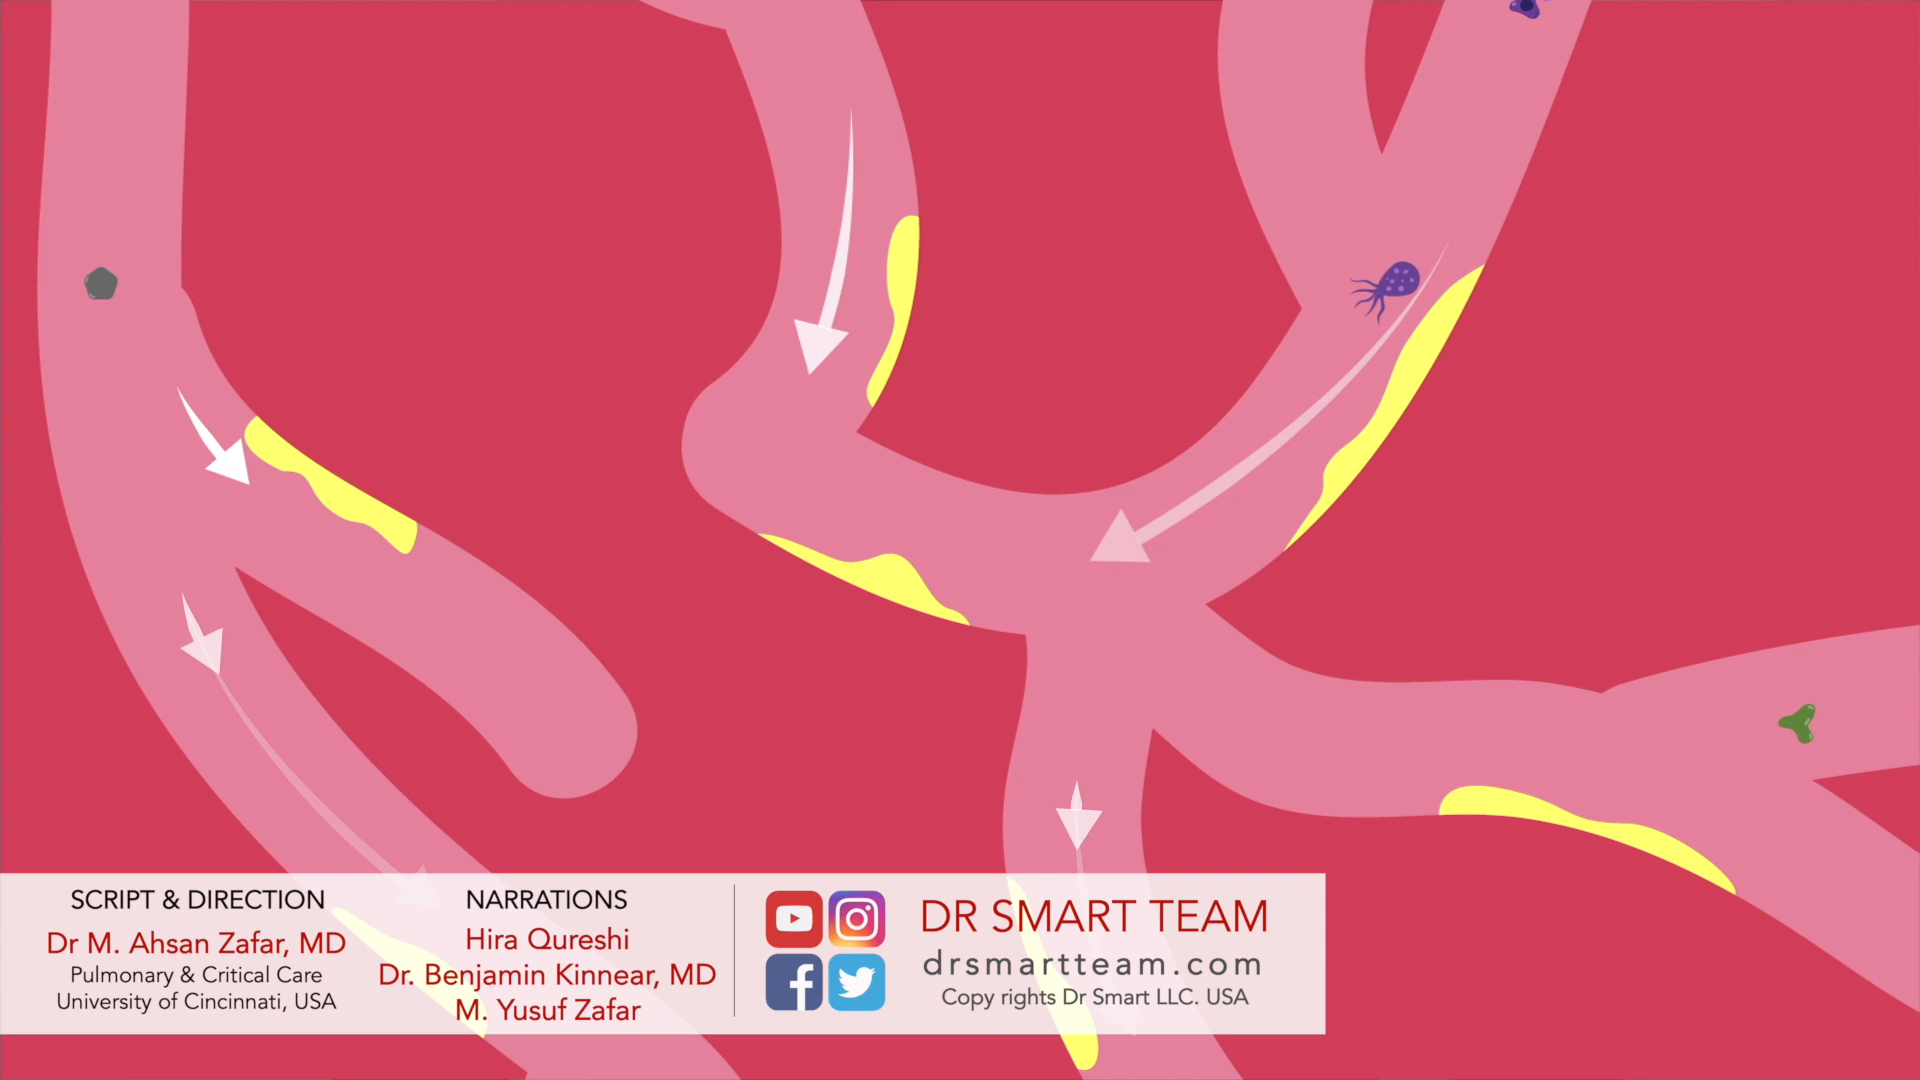 SCRIPT & DIRECTION
Dr M. Ahsan Zafar, MD
Pulmonary & Critical Care
University of Cincinnati, USA
NARRATIONS
Hira Qureshi
Dr. Benjamin Kinnear, MD
M. Yusuf Zafar
DR SMART TEAM
drsmartteam.com
Copy rights Dr Smart LLC. USA